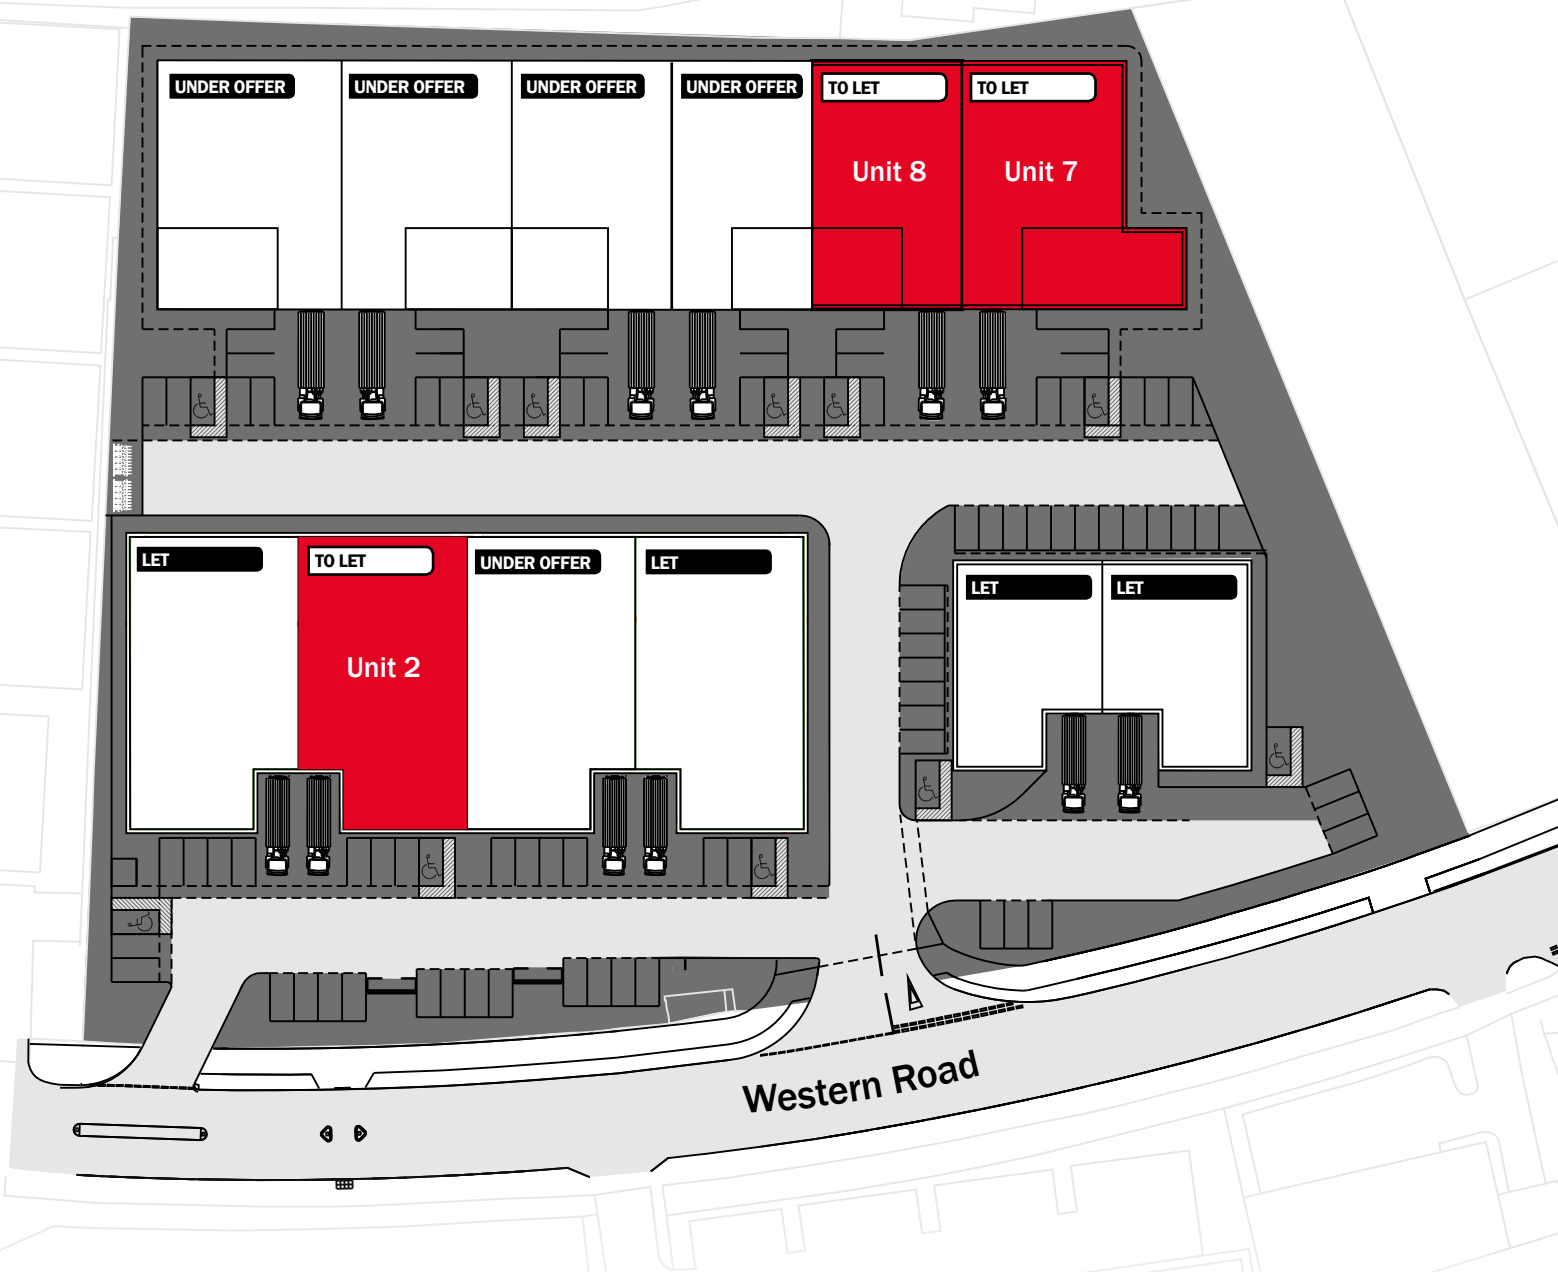 UNDER OFFER
UNDER OFFER
UNDER OFFER
UNDER OFFER
TO LET
TO LET
Unit 8
Unit 7
LET
TO LET
UNDER OFFER
LET
LET
LET
Unit 2
Western Road